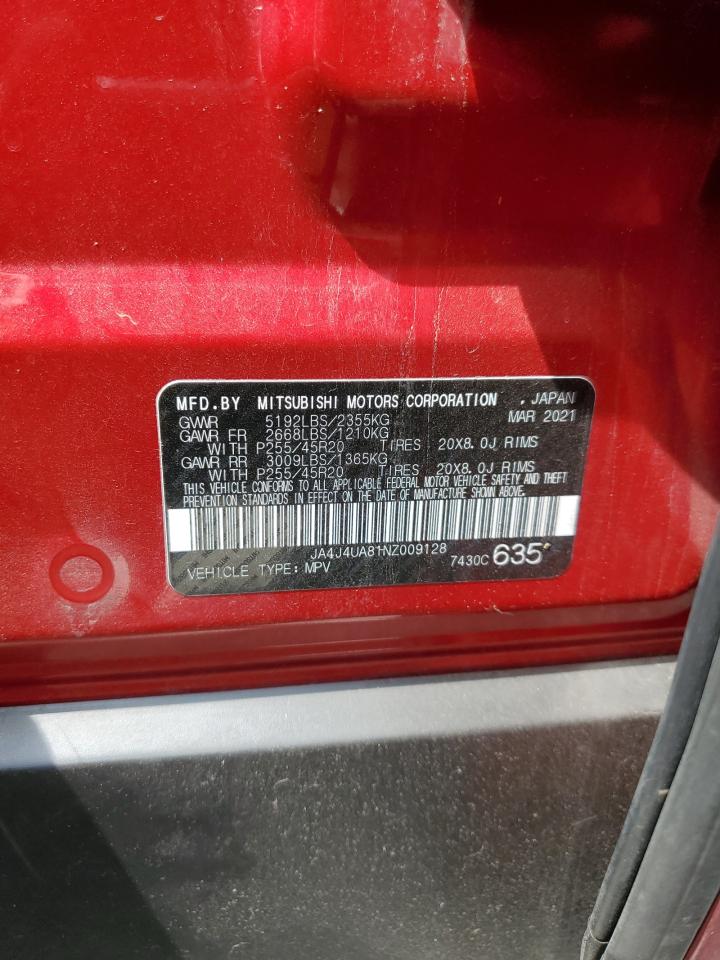 MFD.BY MITSUBISHI MOTORS CORPORATION . JAPAN
GVWR 5192LBS/2355KG MAR 2021
GAWR FR 2668LBS/1210KG
WITH P255/45R20 TIRES 20X8.0J RIMS
GAWR RR 3009LBS/1365KG
WITH P255/45R20 TIRES 20X8.0J RIMS
THIS VEHICLE CONFORMS TO ALL APPLICABLE FEDERAL MOTOR VEHICLE SAFETY AND THEFT
PREVENTION STANDARDS IN EFFECT ON THE DATE OF MANUFACTURE SHOWN ABOVE.
JA4J4UA81NZ009128
VEHICLE TYPE: MPV 7430C 635